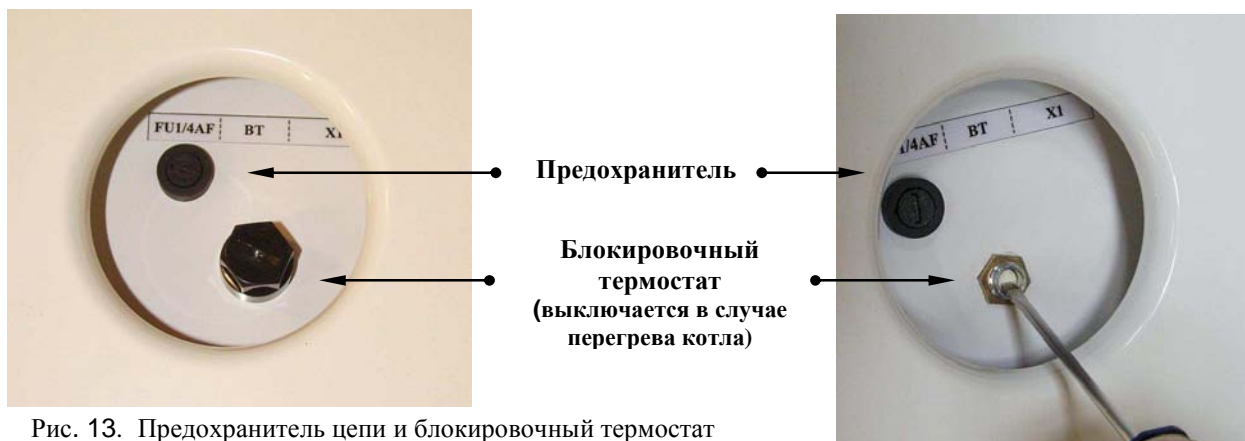 FU1/4AF BT X1
Предохранитель
Блокировочный
термостат
(выключается в случае
перегрева котла)
/4AF BT X1
Рис. 13. Предохранитель цепи и блокировочный термостат